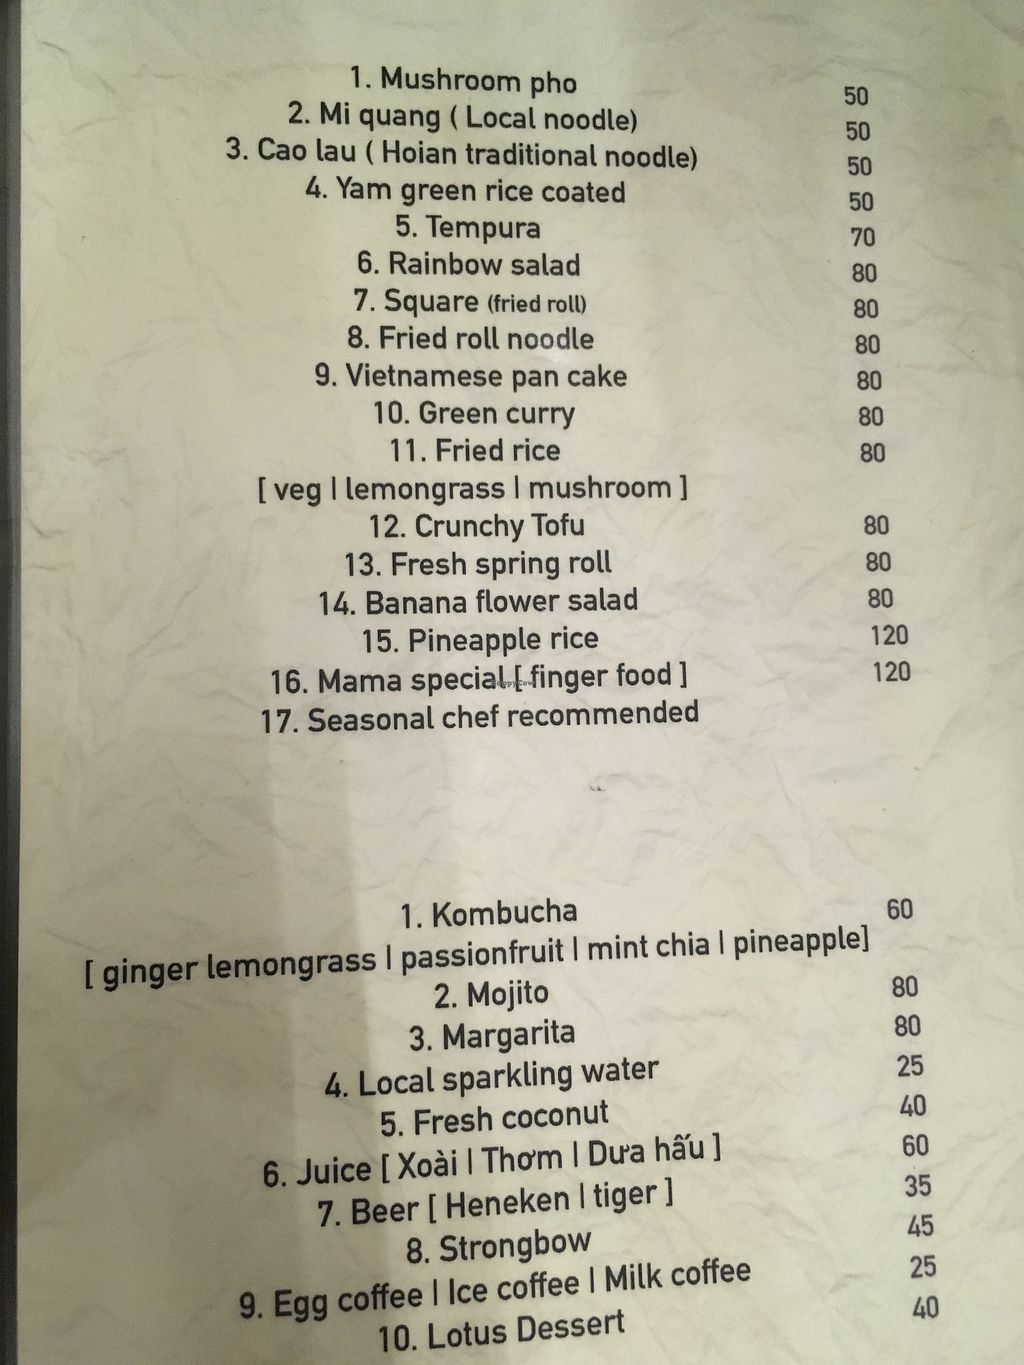 1. Mushroom pho 50
2. Mi quang ( Local noodle) 50
3. Cao lau ( Hoian traditional noodle) 50
4. Yam green rice coated 50
5. Tempura 70
6. Rainbow salad 80
7. Square (fried roll) 80
8. Fried roll noodle 80
9. Vietnamese pan cake 80
10. Green curry 80
11. Fried rice 80
[ veg | lemongrass | mushroom ]
12. Crunchy Tofu 80
13. Fresh spring roll 80
14. Banana flower salad 80
15. Pineapple rice 120
16. Mama special [ finger food ] 120
HappyCow
17. Seasonal chef recommended
1. Kombucha 60
[ ginger lemongrass | passionfruit | mint chia | pineapple]
2. Mojito 80
3. Margarita 80
4. Local sparkling water 25
5. Fresh coconut 40
6. Juice [ Xoài | Thơm | Dưa hấu ] 60
7. Beer [ Heneken | tiger ] 35
8. Strongbow 45
9. Egg coffee | Ice coffee | Milk coffee 25
10. Lotus Dessert 40